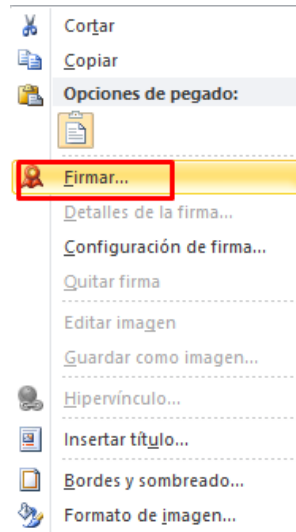 Cortar
Copiar
Opciones de pegado:
Firmar...
Detalles de la firma...
Configuración de firma...
Quitar firma
Editar imagen
Guardar como imagen...
Hipervínculo...
Insertar título...
Bordes y sombreado...
Formato de imagen...